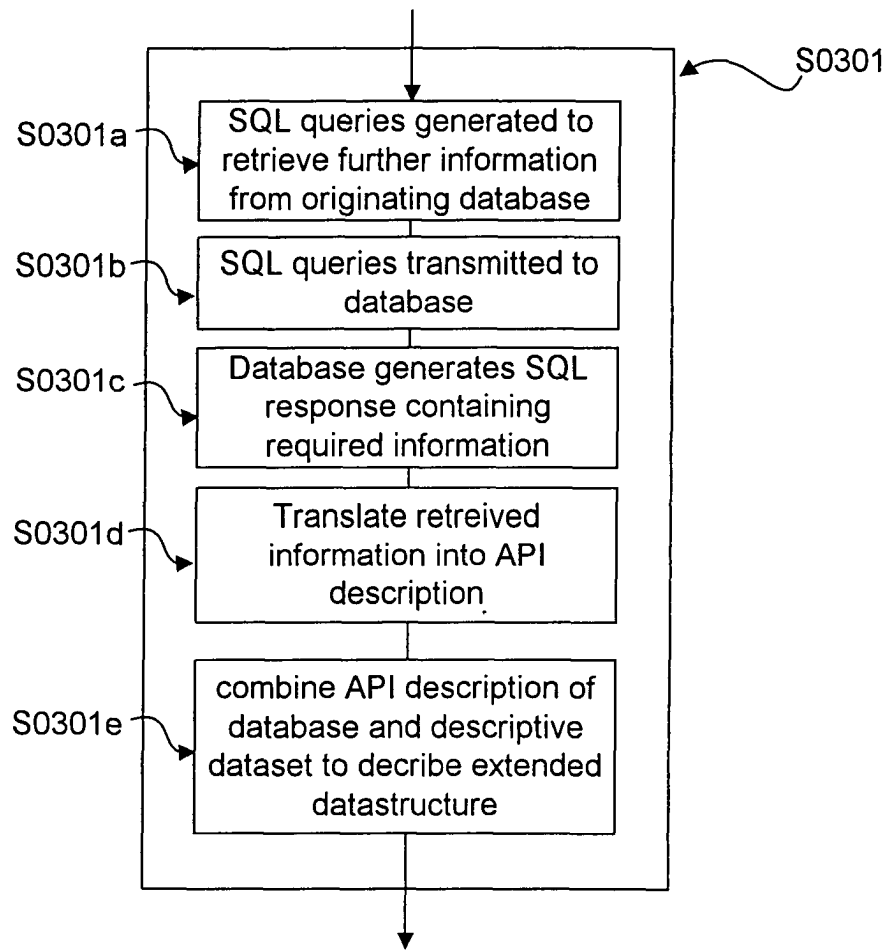 S0301
S0301a
SQL queries generated to
retrieve further information
from originating database
S0301b
SQL queries transmitted to
database
S0301c
Database generates SQL
response containing
required information
S0301d
Translate retreived
information into API
description
S0301e
combine API description of
database and descriptive
dataset to decribe extended
datastructure